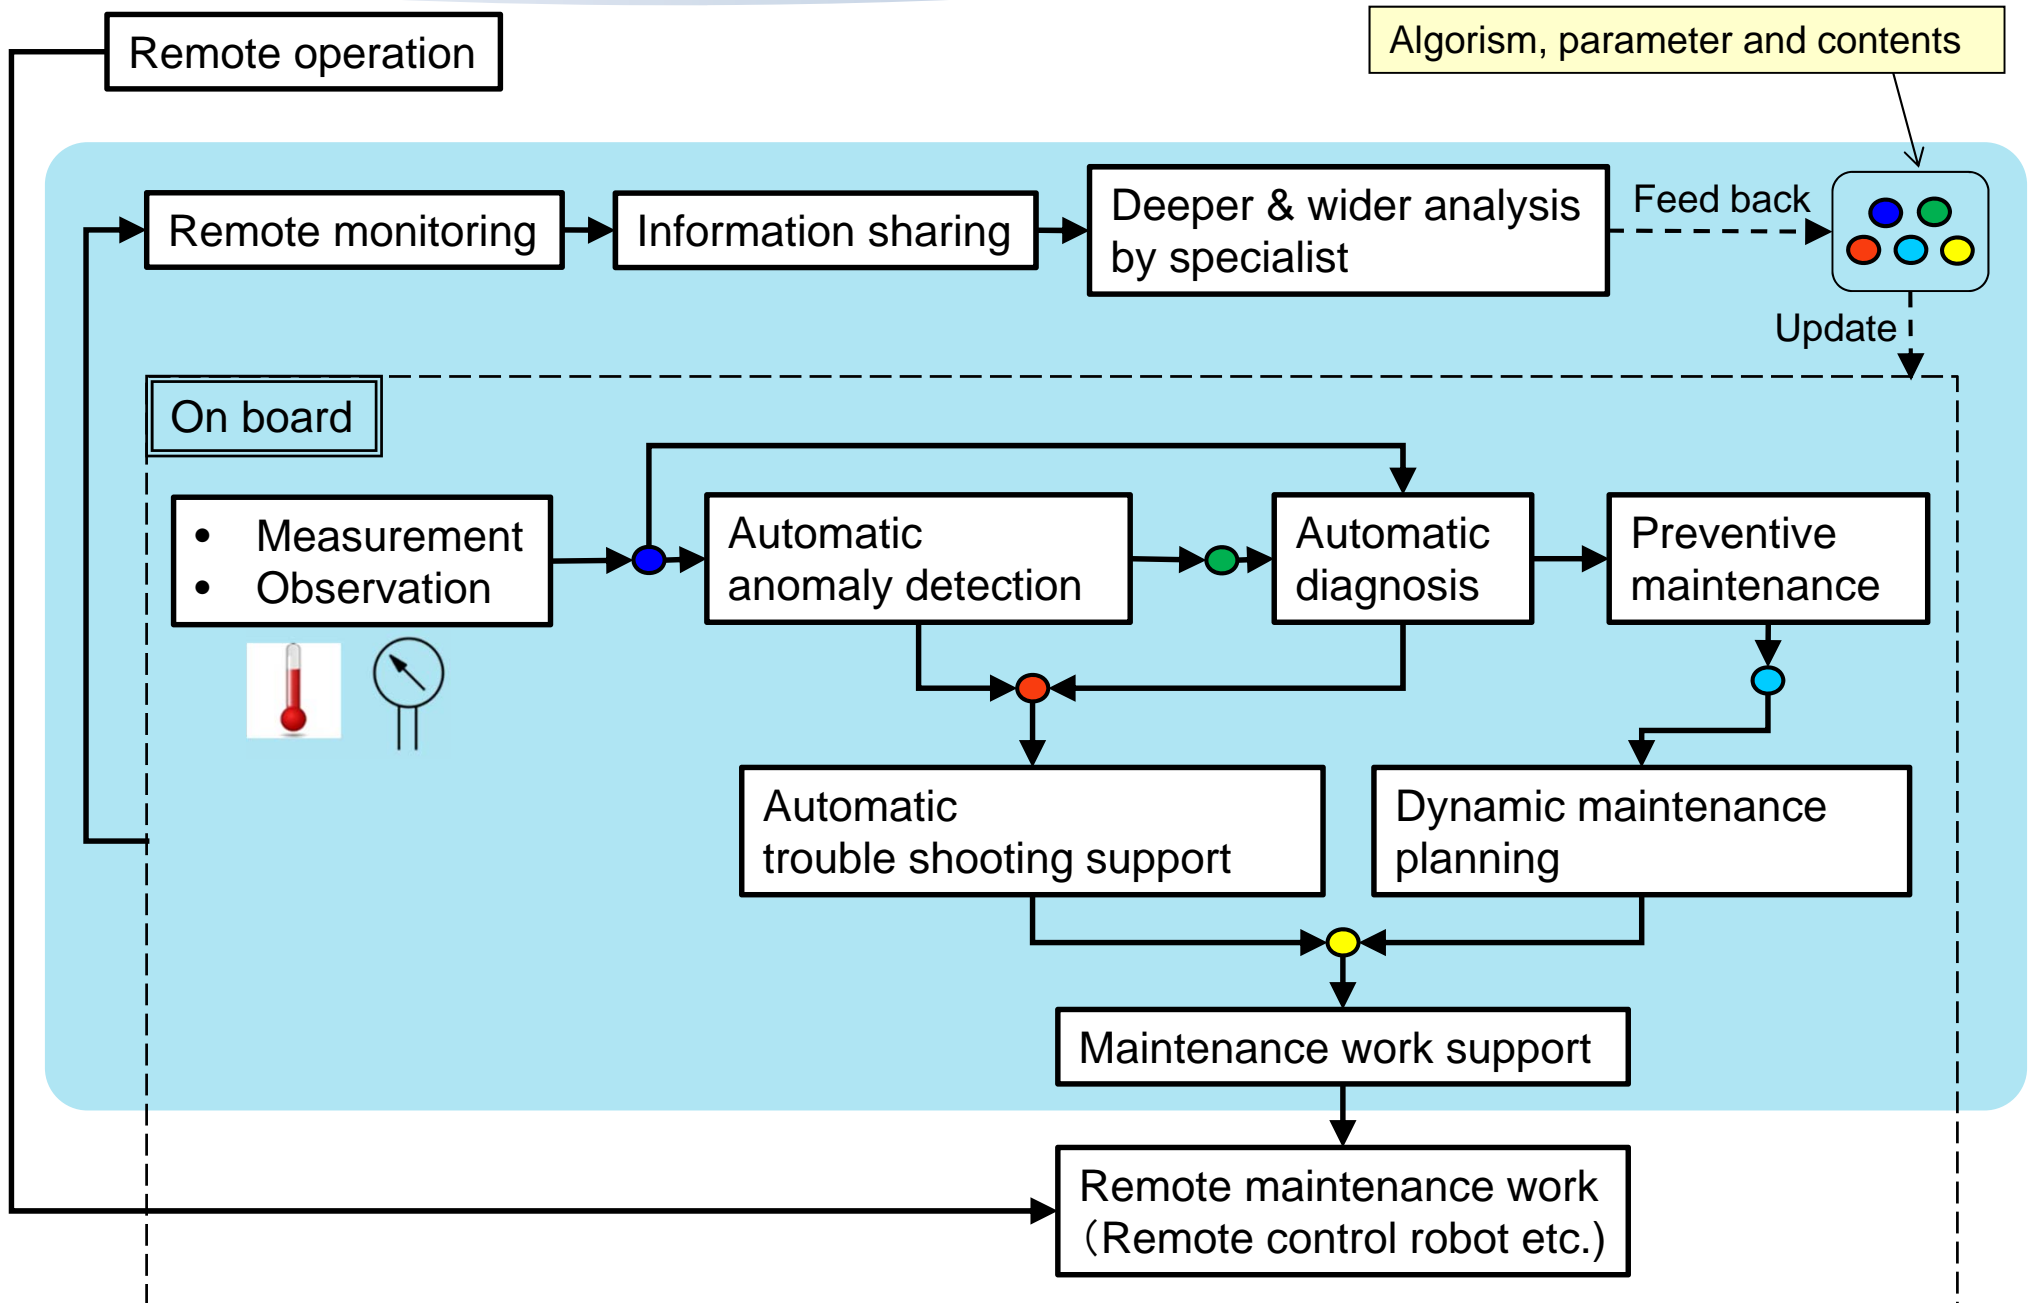 Remote operation
Algorism, parameter and contents
Remote monitoring
Information sharing
Deeper & wider analysis
by specialist
Feed back
Update
On board
• Measurement
• Observation
Automatic
anomaly detection
Automatic
diagnosis
Preventive
maintenance
Automatic
trouble shooting support
Dynamic maintenance
planning
Maintenance work support
Remote maintenance work
（Remote control robot etc.)